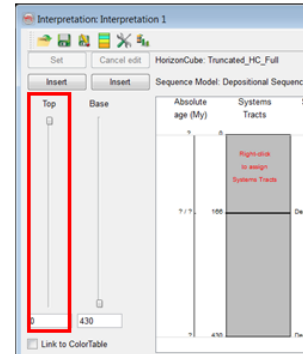 Interpretation: Interpretation 1
Set Cancel edit HorizonCube: Truncated_HC_Full
Insert Insert Sequence Model: Depositional Sequenc
Top Base Absolute Systems
age (My) Tracts
? 0
Right-click
to assign
Systems Tracts
? / ? 166 De
? 430 De
0 430
Link to ColorTable